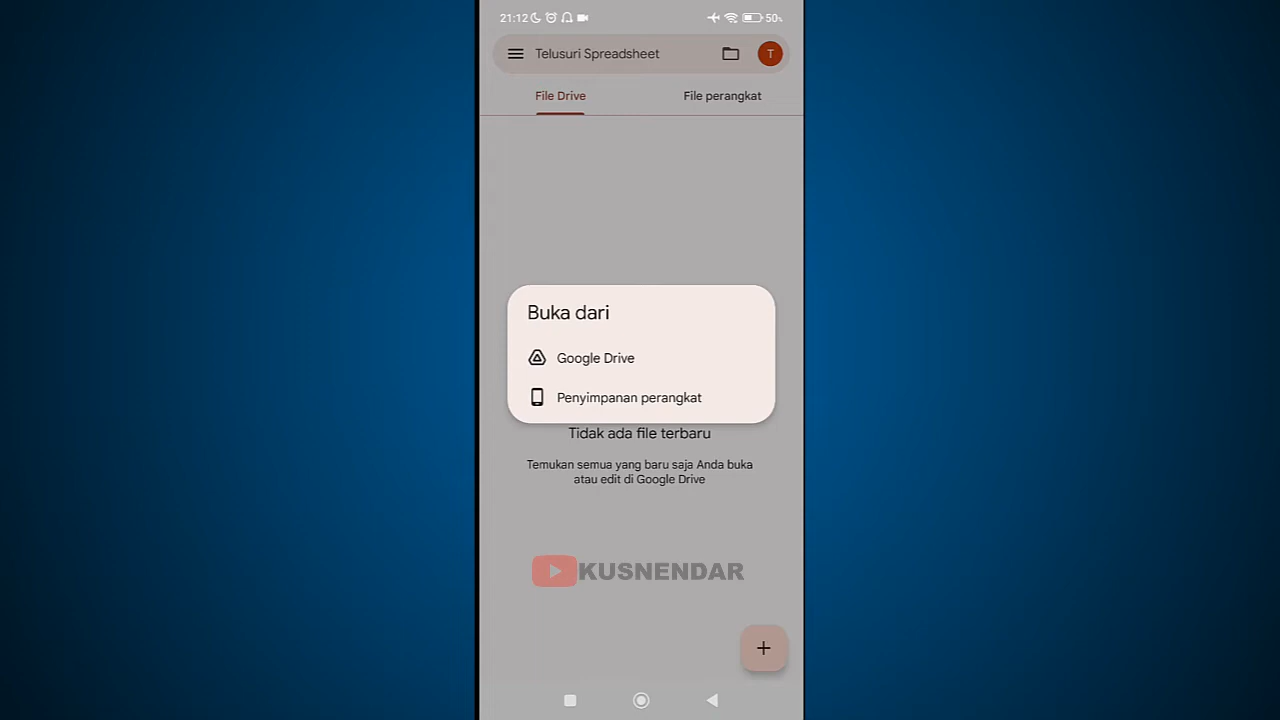 21:12
50%
Telusuri Spreadsheet
T
File Drive
File perangkat
Buka dari
Google Drive
Penyimpanan perangkat
Tidak ada file terbaru
Temukan semua yang baru saja Anda buka
atau edit di Google Drive
KUSNENDAR